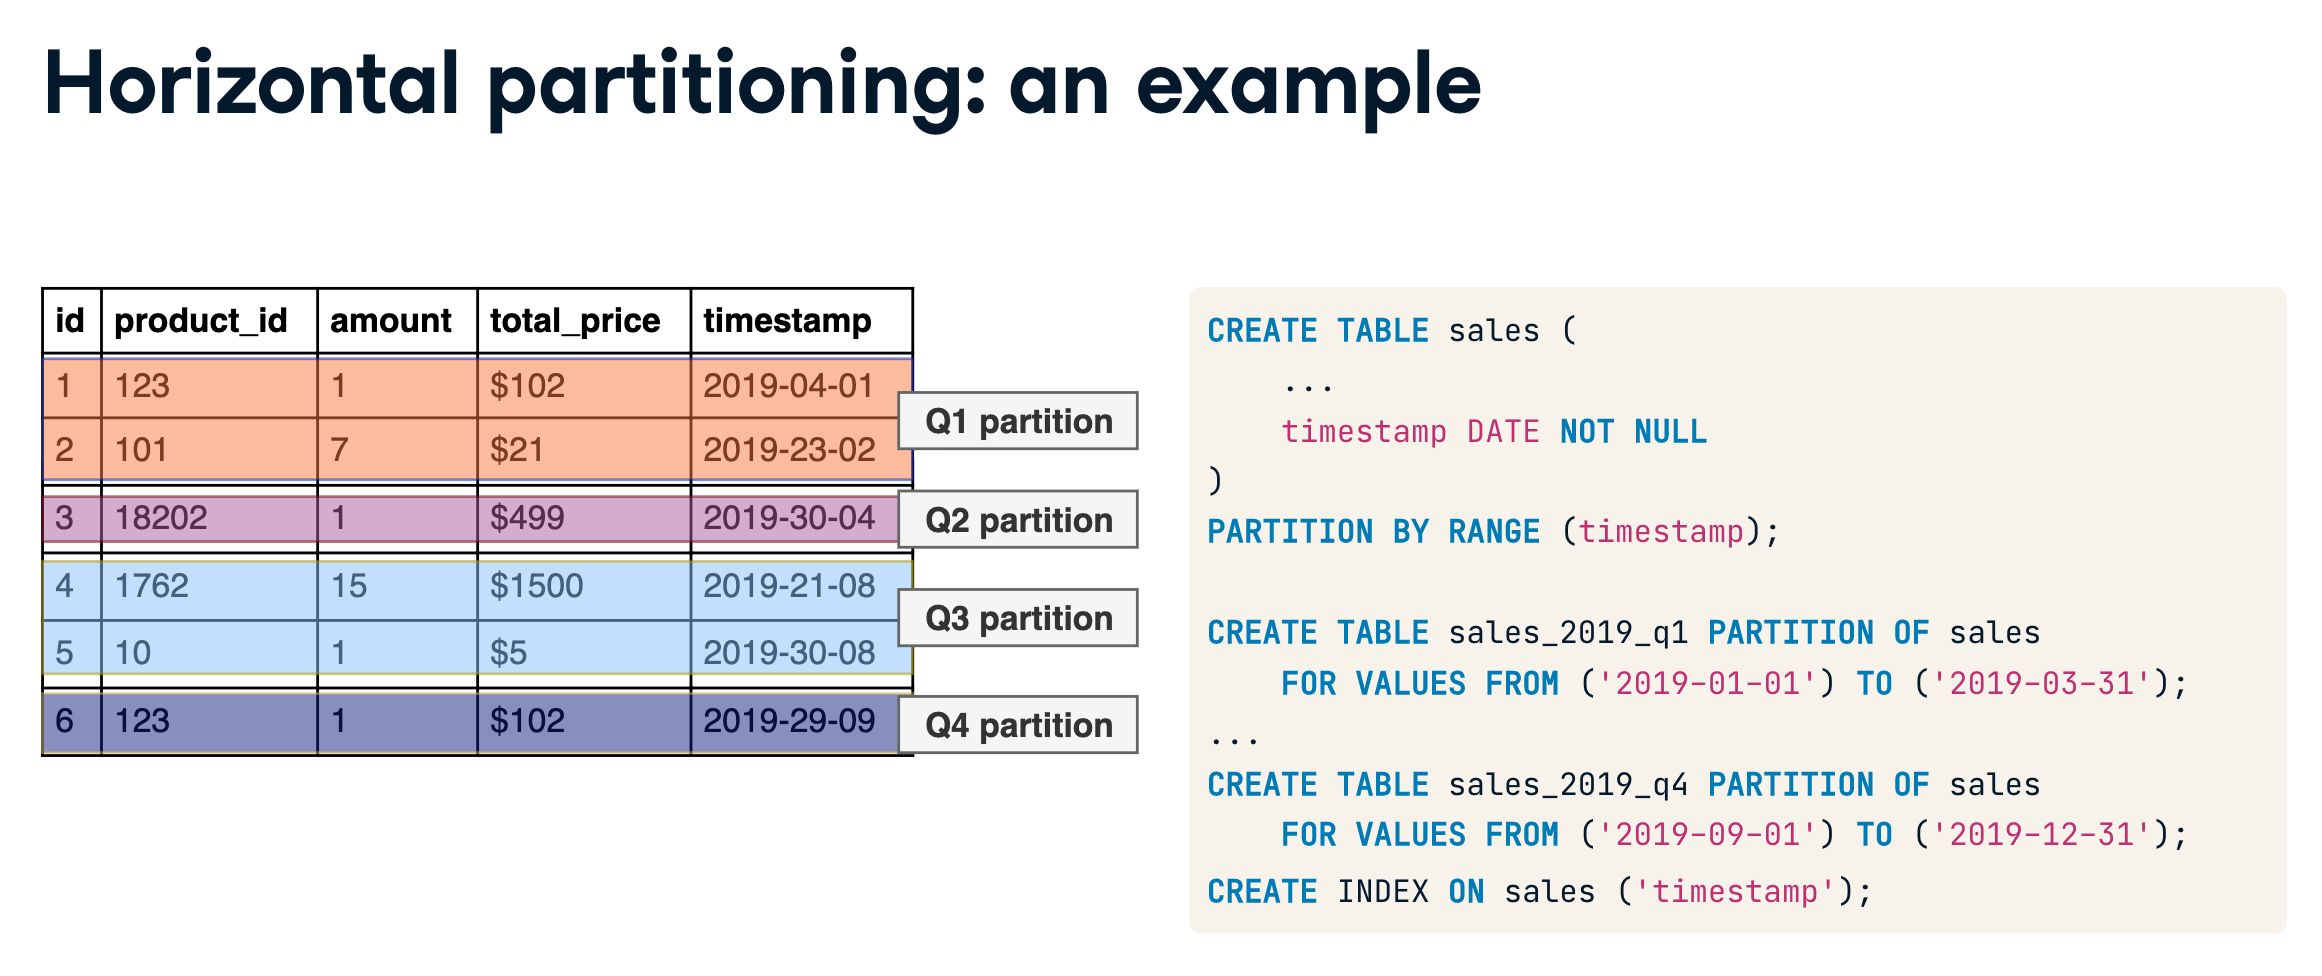 Horizontal partitioning: an example
id product_id amount total_price timestamp
1 123 1 $102 2019-04-01
2 101 7 $21 2019-23-02
Q1 partition
3 18202 1 $499 2019-30-04
Q2 partition
4 1762 15 $1500 2019-21-08
5 10 1 $5 2019-30-08
Q3 partition
6 123 1 $102 2019-29-09
Q4 partition
CREATE TABLE sales (
...
timestamp DATE NOT NULL
)
PARTITION BY RANGE (timestamp);
CREATE TABLE sales_2019_q1 PARTITION OF sales
FOR VALUES FROM ('2019-01-01') TO ('2019-03-31');
...
CREATE TABLE sales_2019_q4 PARTITION OF sales
FOR VALUES FROM ('2019-09-01') TO ('2019-12-31');
CREATE INDEX ON sales ('timestamp');